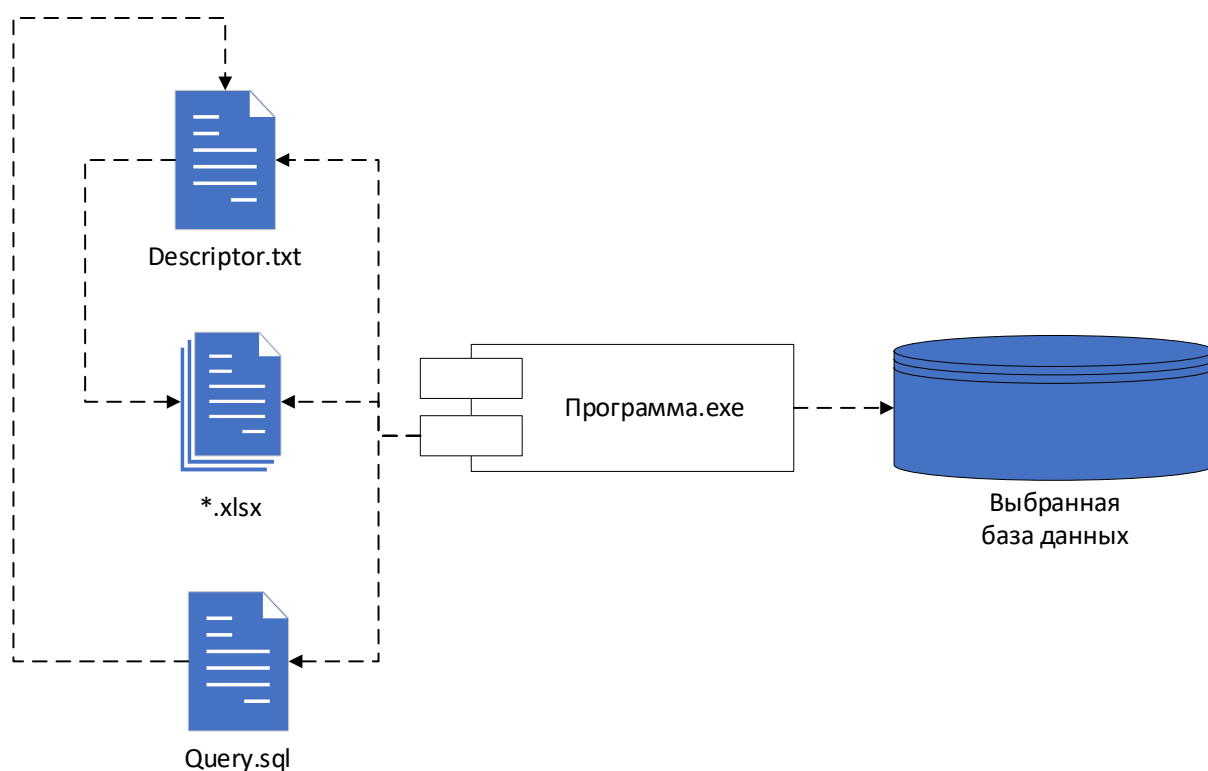 Descriptor.txt
*.xlsx
Программа.exe
Выбранная
база данных
Query.sql